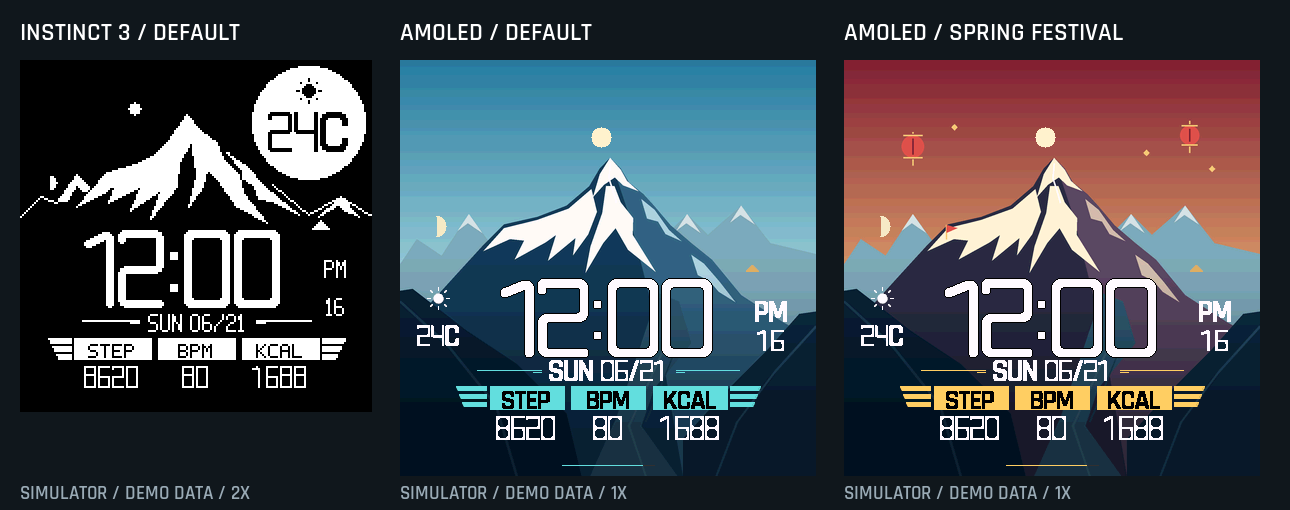 INSTINCT 3 / DEFAULT
24C
12:00
PM
16
SUN 06/21
STEP BPM KCAL
8620 80 1688
SIMULATOR / DEMO DATA / 2X
AMOLED / DEFAULT
12:00
PM
24C
16
SUN 06/21
STEP BPM KCAL
8620 80 1688
SIMULATOR / DEMO DATA / 1X
AMOLED / SPRING FESTIVAL
12:00
PM
24C
16
SUN 06/21
STEP BPM KCAL
8620 80 1688
SIMULATOR / DEMO DATA / 1X